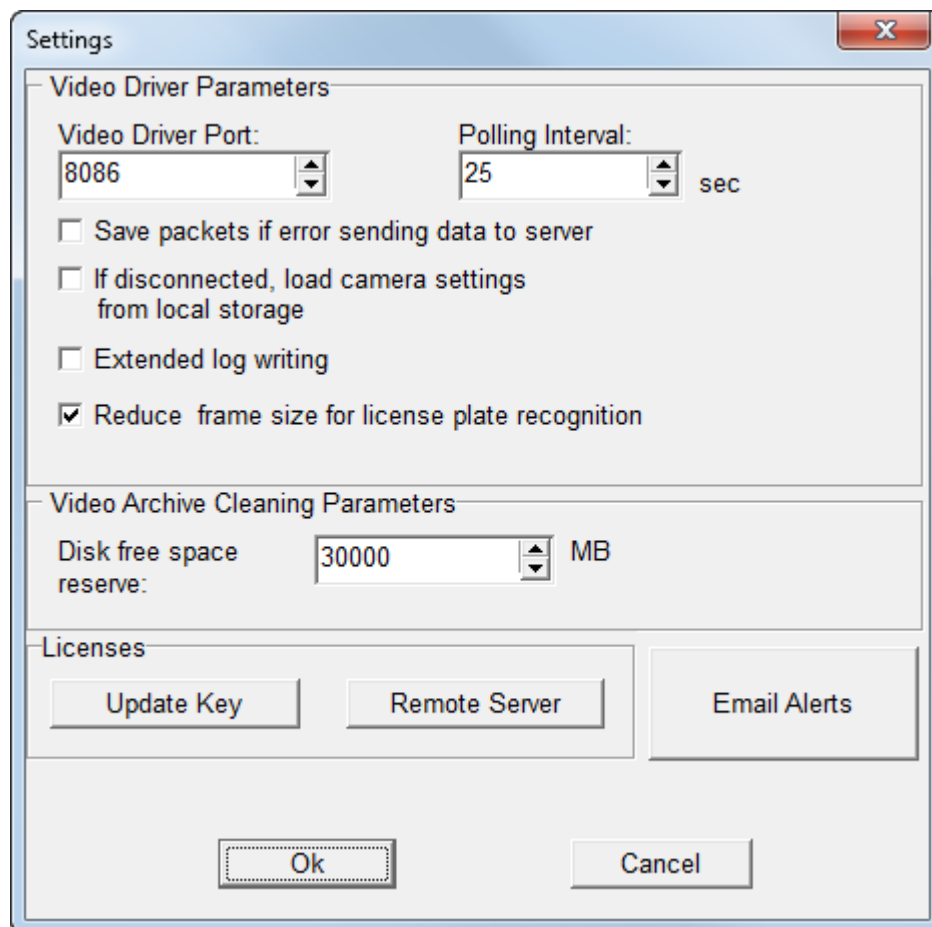 Settings
Video Driver Parameters
Video Driver Port: Polling Interval:
8086 25 sec
Save packets if error sending data to server
If disconnected, load camera settings
from local storage
Extended log writing
Reduce frame size for license plate recognition
Video Archive Cleaning Parameters
Disk free space 30000 MB
reserve:
Licenses
Update Key Remote Server Email Alerts
Ok Cancel